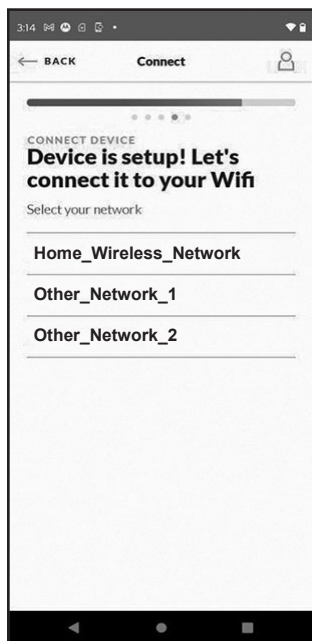 3:14
BACK
Connect
CONNECT DEVICE
Device is setup! Let's
connect it to your Wifi
Select your network
Home_Wireless_Network
Other_Network_1
Other_Network_2